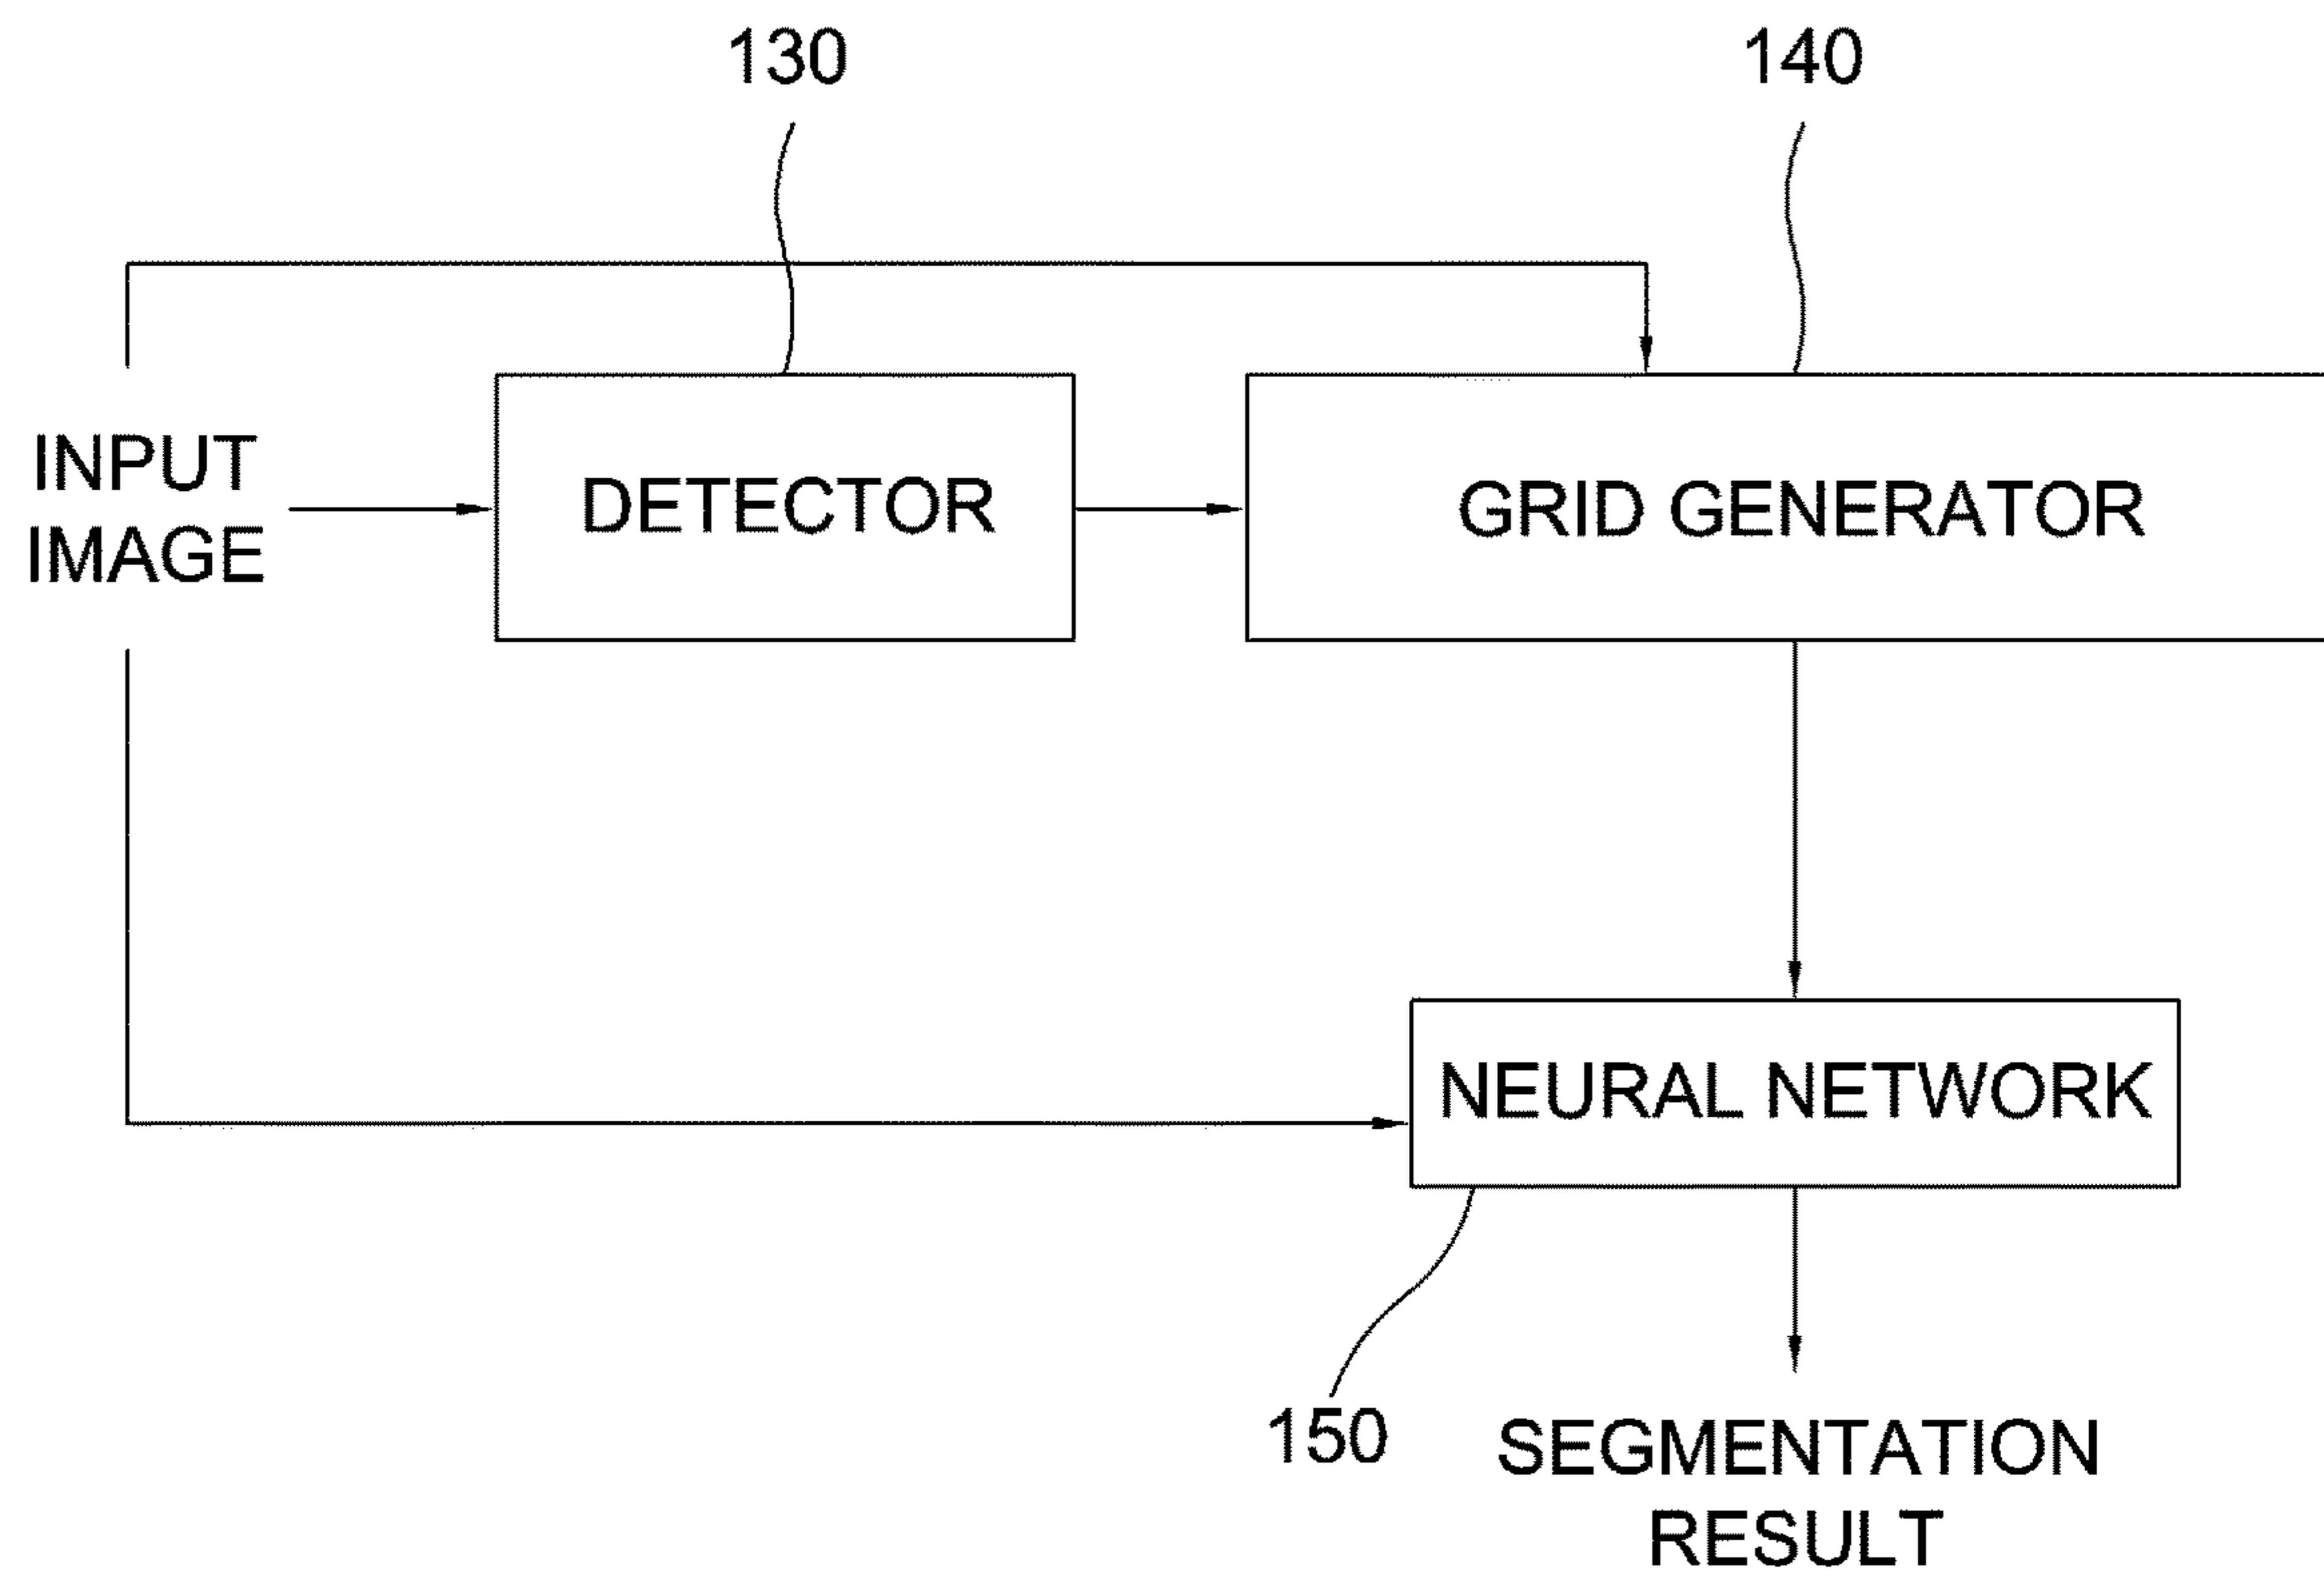 130
140
INPUT
IMAGE
DETECTOR
GRID GENERATOR
NEURAL NETWORK
150
SEGMENTATION
RESULT